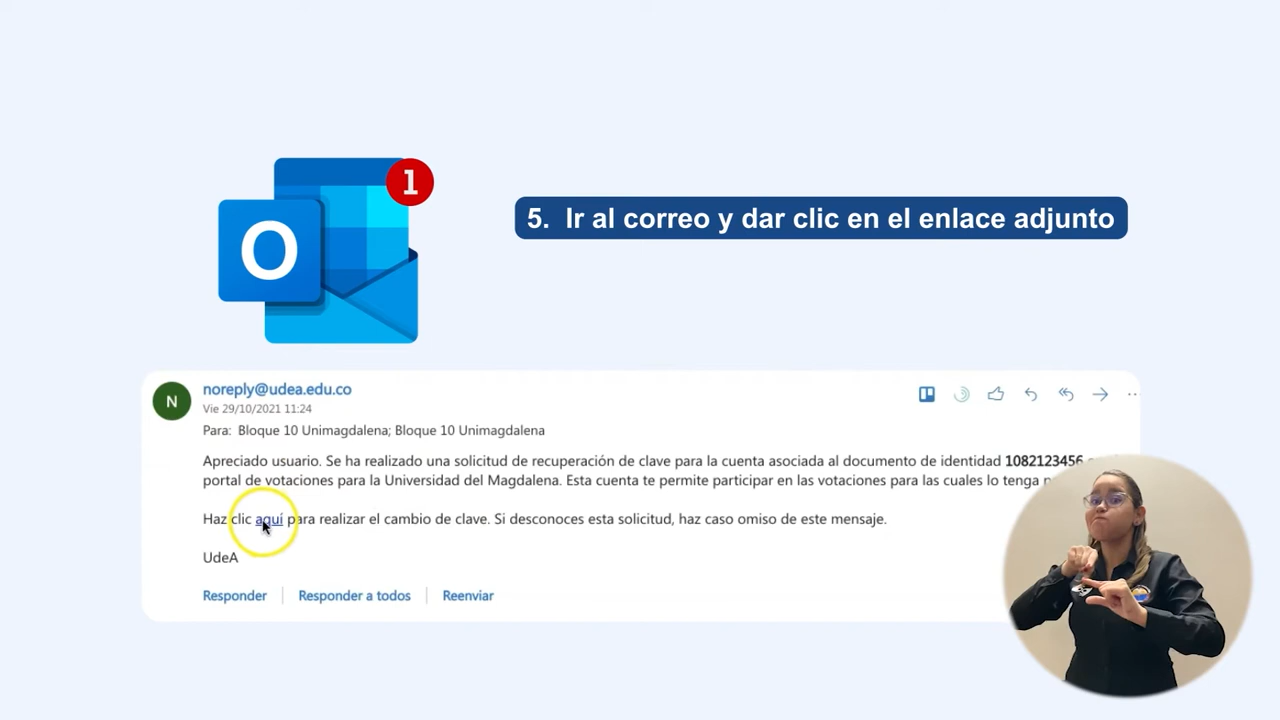 O
1
5. Ir al correo y dar clic en el enlace adjunto
N
noreply@udea.edu.co
Vie 29/10/2021 11:24
Para: Bloque 10 Unimagdalena; Bloque 10 Unimagdalena
Apreciado usuario. Se ha realizado una solicitud de recuperación de clave para la cuenta asociada al documento de identidad 1082123456
portal de votaciones para la Universidad del Magdalena. Esta cuenta te permite participar en las votaciones para las cuales lo tenga
Haz clic aquí para realizar el cambio de clave. Si desconoces esta solicitud, haz caso omiso de este mensaje.
UdeA
Responder
Responder a todos
Reenviar